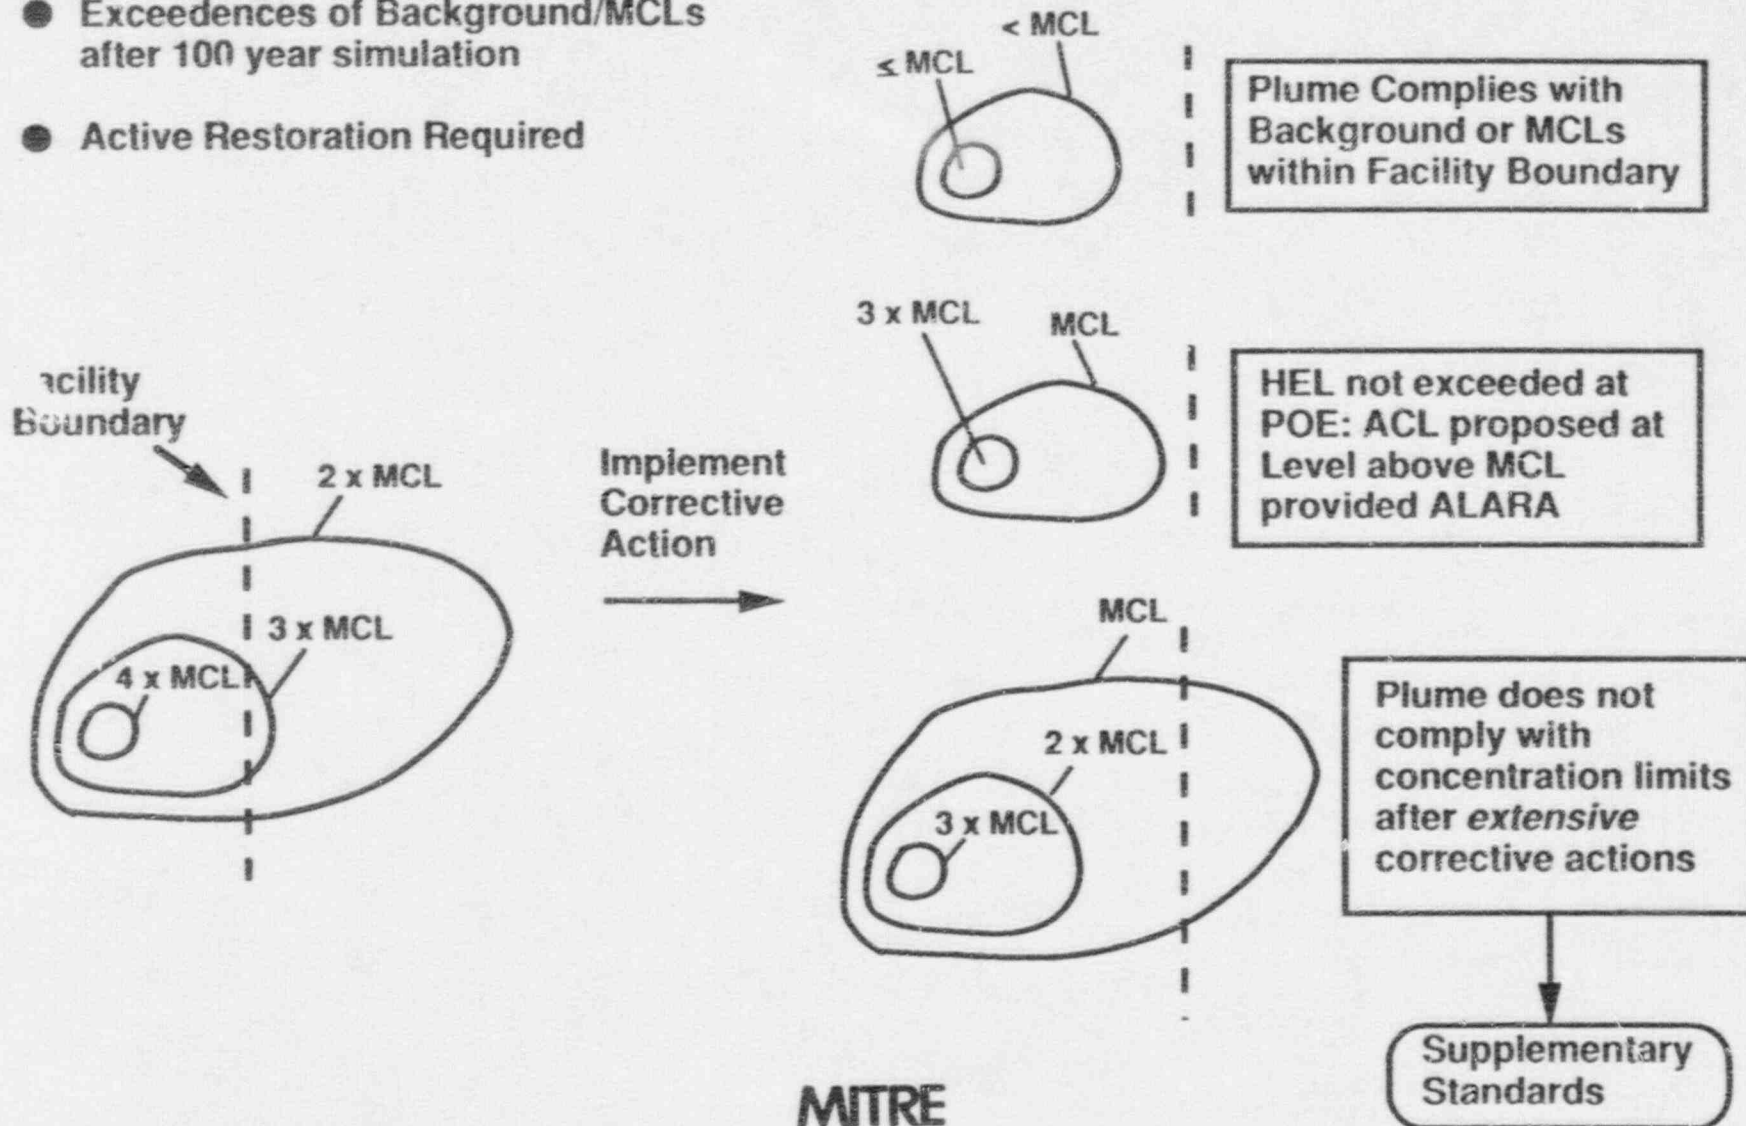 ● Exceedences of Background/MCLs
after 100 year simulation
● Active Restoration Required
< MCL
≤ MCL
Plume Complies with
Background or MCLs
within Facility Boundary
3 x MCL
MCL
HEL not exceeded at
POE: ACL proposed at
Level above MCL
provided ALARA
acility
Boundary
2 x MCL
3 x MCL
4 x MCL
Implement
Corrective
Action
MCL
2 x MCL
3 x MCL
Plume does not
comply with
concentration limits
after extensive
corrective actions
Supplementary
Standards
MITRE